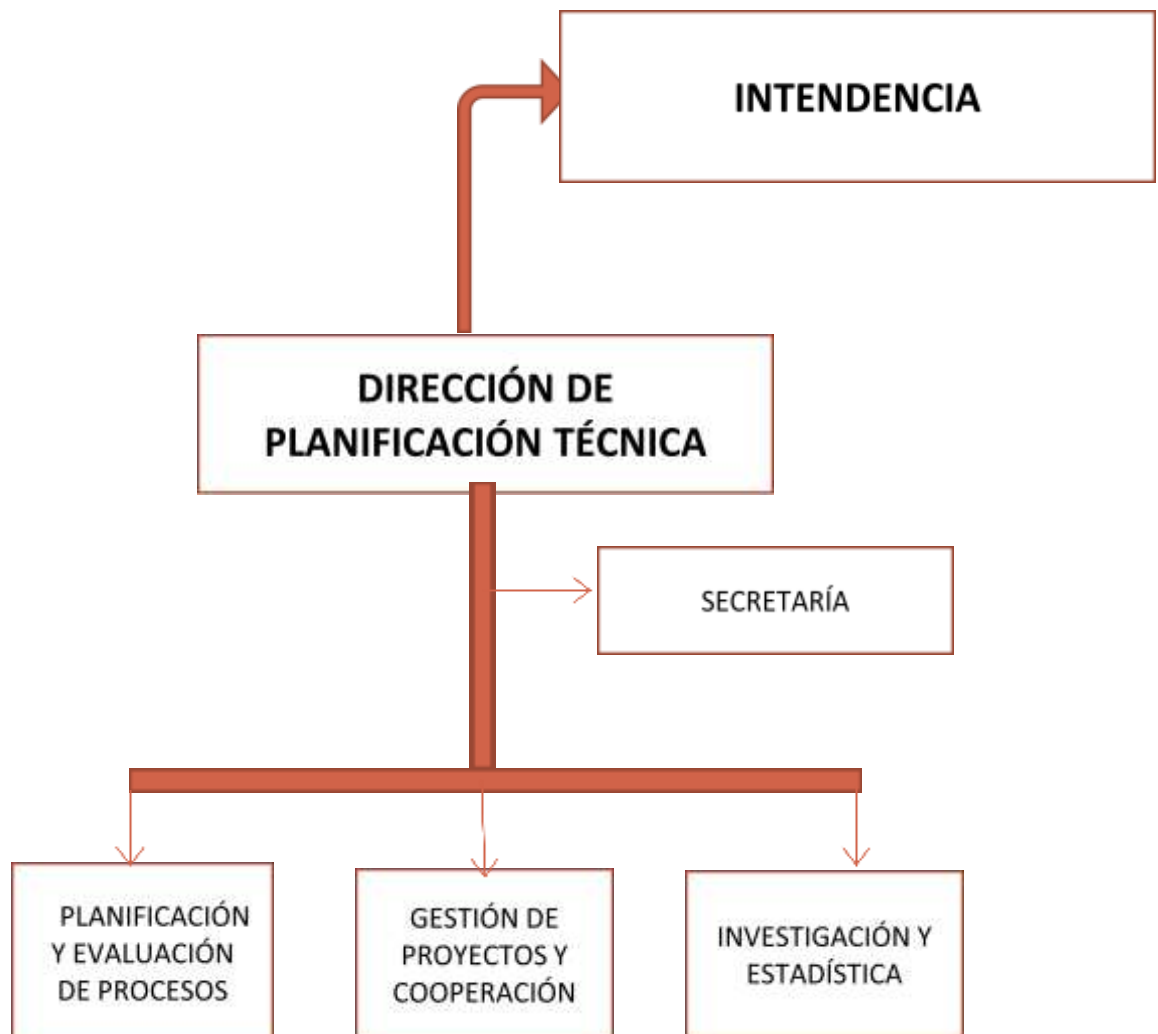 INTENDENCIA
DIRECCIÓN DE
PLANIFICACIÓN TÉCNICA
SECRETARÍA
PLANIFICACIÓN
Y EVALUACIÓN
DE PROCESOS
GESTIÓN DE
PROYECTOS Y
COOPERACIÓN
INVESTIGACIÓN Y
ESTADÍSTICA